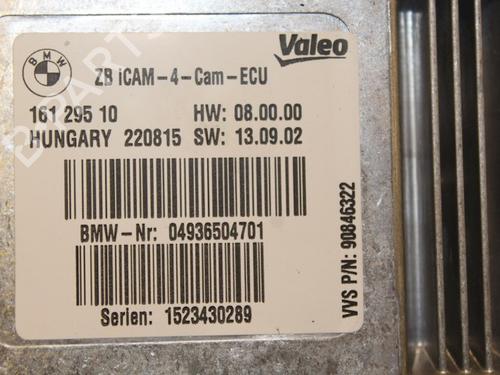 BMW
Valeo
ZB iCAM-4-Cam-ECU
161 295 10 HW: 08.00.00
HUNGARY 220815 SW: 13.09.02
BMW-Nr: 04936504701
Serien: 1523430289
VVS P/N: 90846322